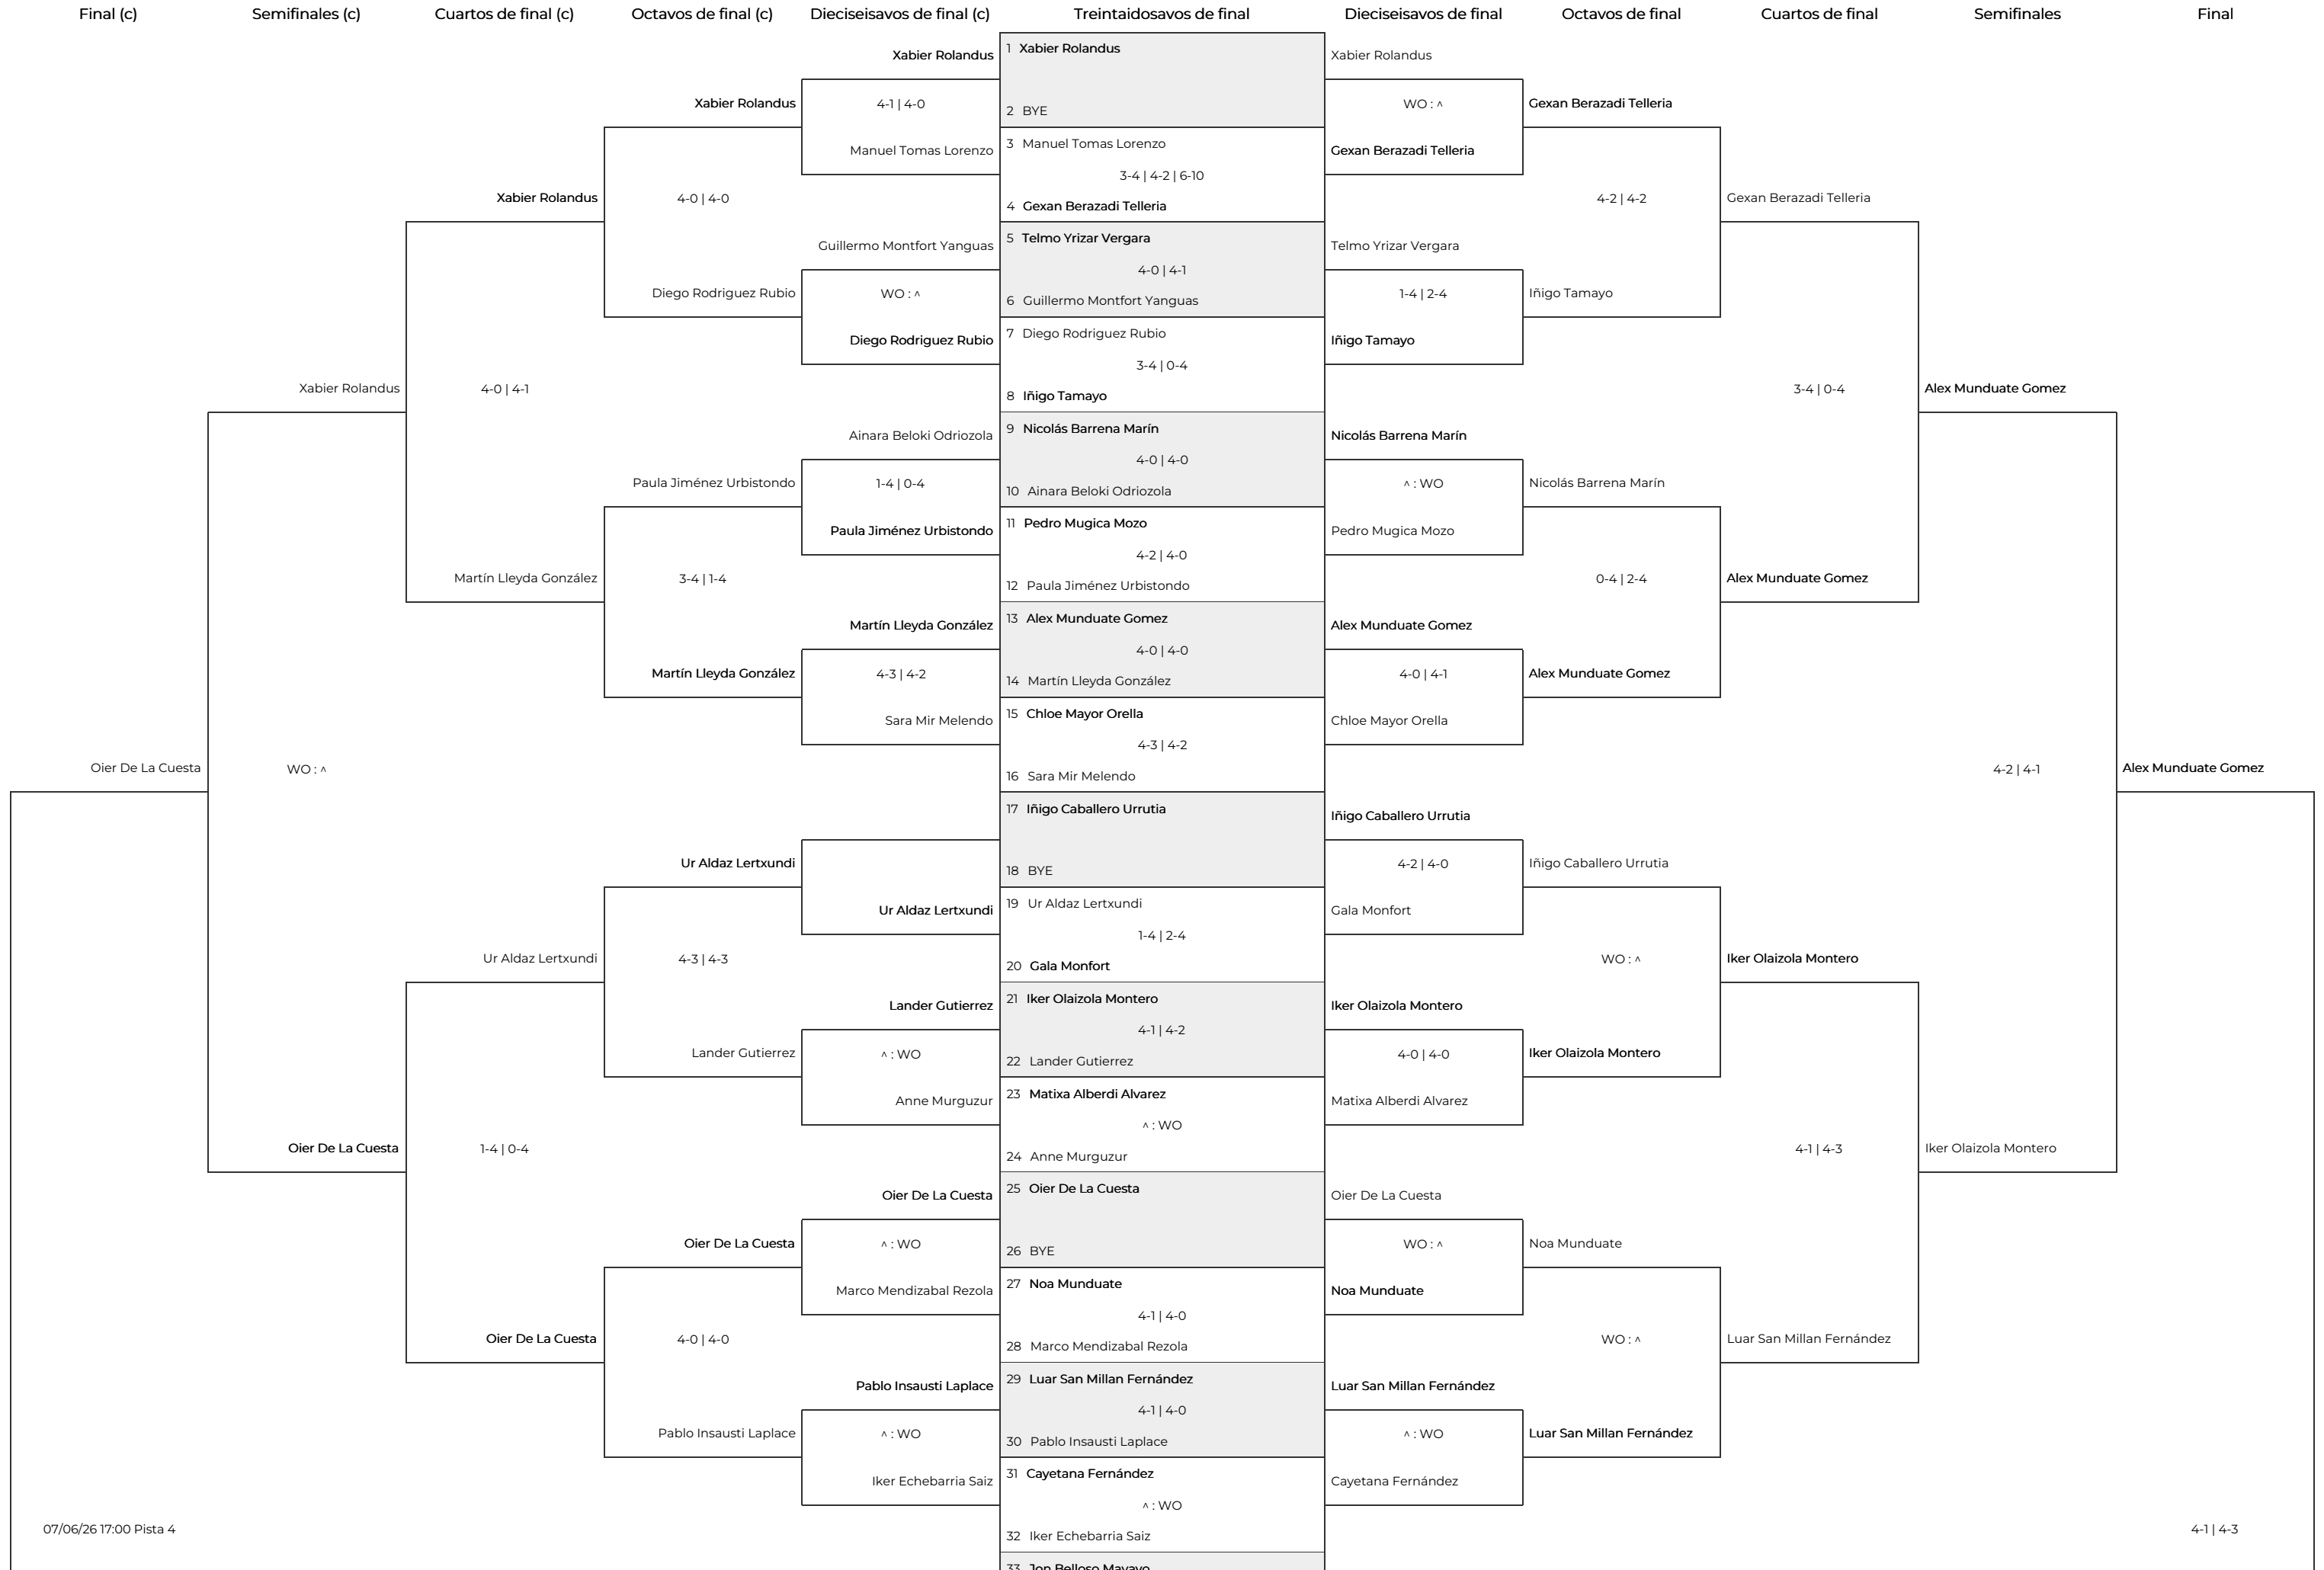 Final (c) Semifinales (c) Cuartos de final (c) Octavos de final (c) Dieciseisavos de final (c) Treintaidosavos de final Dieciseisavos de final Octavos de final Cuartos de final Semifinales Final
Xabier Rolandus 1 Xabier Rolandus Xabier Rolandus
Xabier Rolandus 4-1 | 4-0 WO : ^ Gexan Berazadi Telleria
2 BYE
Manuel Tomas Lorenzo 3 Manuel Tomas Lorenzo Gexan Berazadi Telleria
3-4 | 4-2 | 6-10
Xabier Rolandus 4-0 | 4-0 4 Gexan Berazadi Telleria 4-2 | 4-2 Gexan Berazadi Telleria
Guillermo Montfort Yanguas 5 Telmo Yrizar Vergara Telmo Yrizar Vergara
4-0 | 4-1
Diego Rodriguez Rubio WO : ^ 6 Guillermo Montfort Yanguas 1-4 | 2-4 Iñigo Tamayo
Diego Rodriguez Rubio 7 Diego Rodriguez Rubio Iñigo Tamayo
3-4 | 0-4
Xabier Rolandus 4-0 | 4-1 8 Iñigo Tamayo 3-4 | 0-4 Alex Munduate Gomez
Ainara Beloki Odriozola 9 Nicolás Barrena Marín Nicolás Barrena Marín
4-0 | 4-0
Paula Jiménez Urbistondo 1-4 | 0-4 10 Ainara Beloki Odriozola ^ : WO Nicolás Barrena Marín
Paula Jiménez Urbistondo 11 Pedro Mugica Mozo Pedro Mugica Mozo
4-2 | 4-0
Martín Lleyda González 3-4 | 1-4 12 Paula Jiménez Urbistondo 0-4 | 2-4 Alex Munduate Gomez
Martín Lleyda González 13 Alex Munduate Gomez Alex Munduate Gomez
4-0 | 4-0
Martín Lleyda González 4-3 | 4-2 14 Martín Lleyda González 4-0 | 4-1 Alex Munduate Gomez
Sara Mir Melendo 15 Chloe Mayor Orella Chloe Mayor Orella
4-3 | 4-2
Oier De La Cuesta WO : ^ 16 Sara Mir Melendo 4-2 | 4-1 Alex Munduate Gomez
17 Iñigo Caballero Urrutia Iñigo Caballero Urrutia
Ur Aldaz Lertxundi 18 BYE 4-2 | 4-0 Iñigo Caballero Urrutia
Ur Aldaz Lertxundi 19 Ur Aldaz Lertxundi Gala Monfort
1-4 | 2-4
Ur Aldaz Lertxundi 4-3 | 4-3 20 Gala Monfort WO : ^ Iker Olaizola Montero
Lander Gutierrez 21 Iker Olaizola Montero Iker Olaizola Montero
4-1 | 4-2
Lander Gutierrez ^ : WO 22 Lander Gutierrez 4-0 | 4-0 Iker Olaizola Montero
Anne Murguzur 23 Matixa Alberdi Alvarez Matixa Alberdi Alvarez
^ : WO
Oier De La Cuesta 1-4 | 0-4 24 Anne Murguzur 4-1 | 4-3 Iker Olaizola Montero
Oier De La Cuesta 25 Oier De La Cuesta Oier De La Cuesta
Oier De La Cuesta ^ : WO 26 BYE WO : ^ Noa Munduate
Marco Mendizabal Rezola 27 Noa Munduate Noa Munduate
4-1 | 4-0
Oier De La Cuesta 4-0 | 4-0 28 Marco Mendizabal Rezola WO : ^ Luar San Millan Fernández
Pablo Insausti Laplace 29 Luar San Millan Fernández Luar San Millan Fernández
4-1 | 4-0
Pablo Insausti Laplace ^ : WO 30 Pablo Insausti Laplace ^ : WO Luar San Millan Fernández
Iker Echebarria Saiz 31 Cayetana Fernández Cayetana Fernández
^ : WO
07/06/26 17:00 Pista 4 32 Iker Echebarria Saiz 4-1 | 4-3
33 Jon Belloso Mayayo